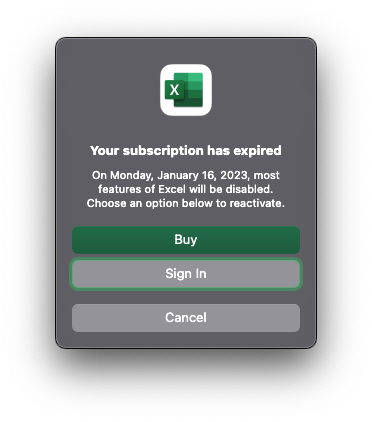 X
Your subscription has expired
On Monday, January 16, 2023, most
features of Excel will be disabled.
Choose an option below to reactivate.
Buy
Sign In
Cancel